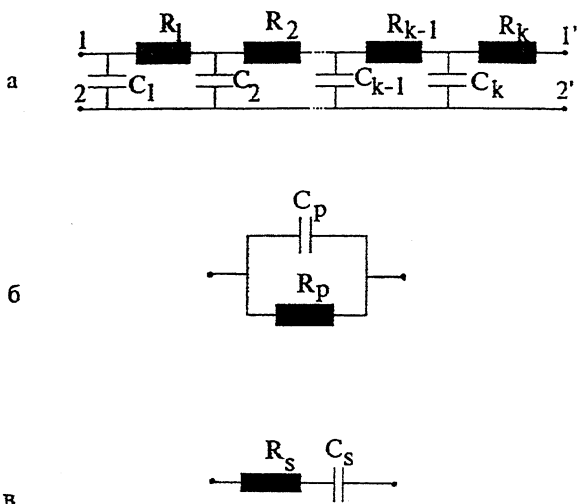 1 R1 R2 Rk-1 Rk 1'
а 2 C1 C2 Ck-1 Ck 2'
Cp
б Rp
Rs Cs
в